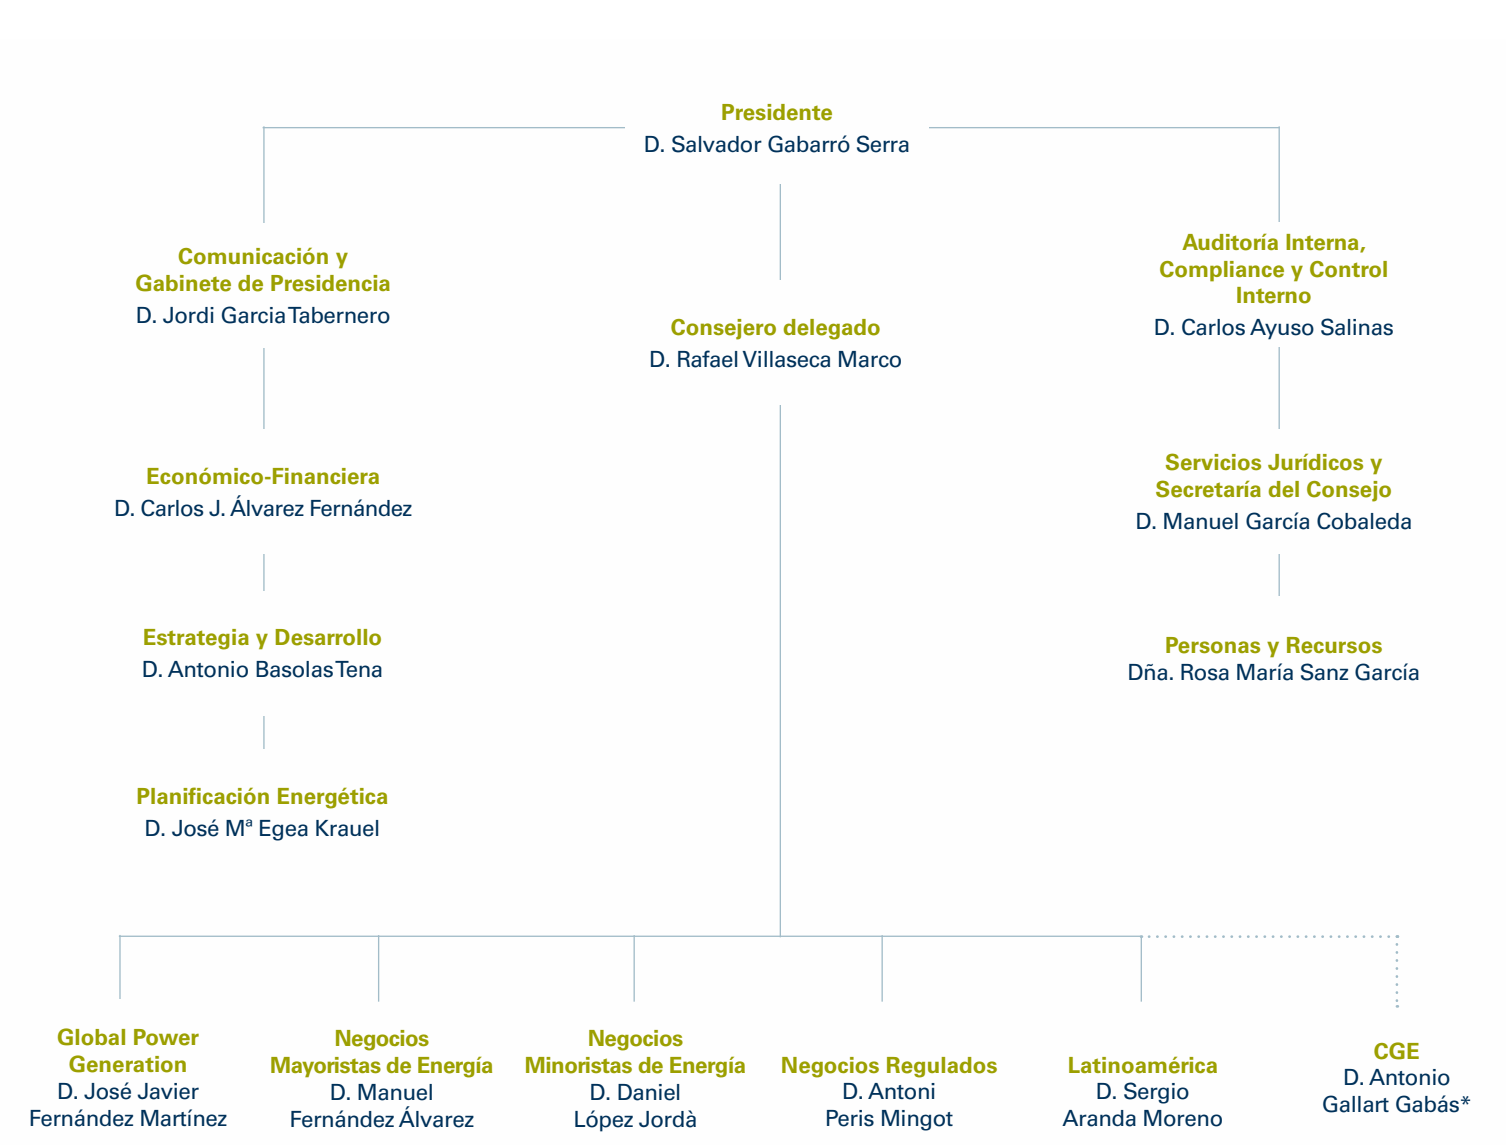 Presidente
D. Salvador Gabarró Serra
Comunicación y
Gabinete de Presidencia
D. Jordi Garcia Tabernero
Consejero delegado
D. Rafael Villaseca Marco
Auditoría Interna,
Compliance y Control
Interno
D. Carlos Ayuso Salinas
Económico-Financiera
D. Carlos J. Álvarez Fernández
Servicios Jurídicos y
Secretaría del Consejo
D. Manuel García Cobaleda
Estrategia y Desarrollo
D. Antonio Basolas Tena
Personas y Recursos
Dña. Rosa María Sanz García
Planificación Energética
D. José Mª Egea Krauel
Global Power
Generation
D. José Javier
Fernández Martínez
Negocios
Mayoristas de Energía
D. Manuel
Fernández Álvarez
Negocios
Minoristas de Energía
D. Daniel
López Jordà
Negocios Regulados
D. Antoni
Peris Mingot
Latinoamérica
D. Sergio
Aranda Moreno
CGE
D. Antonio
Gallart Gabás*